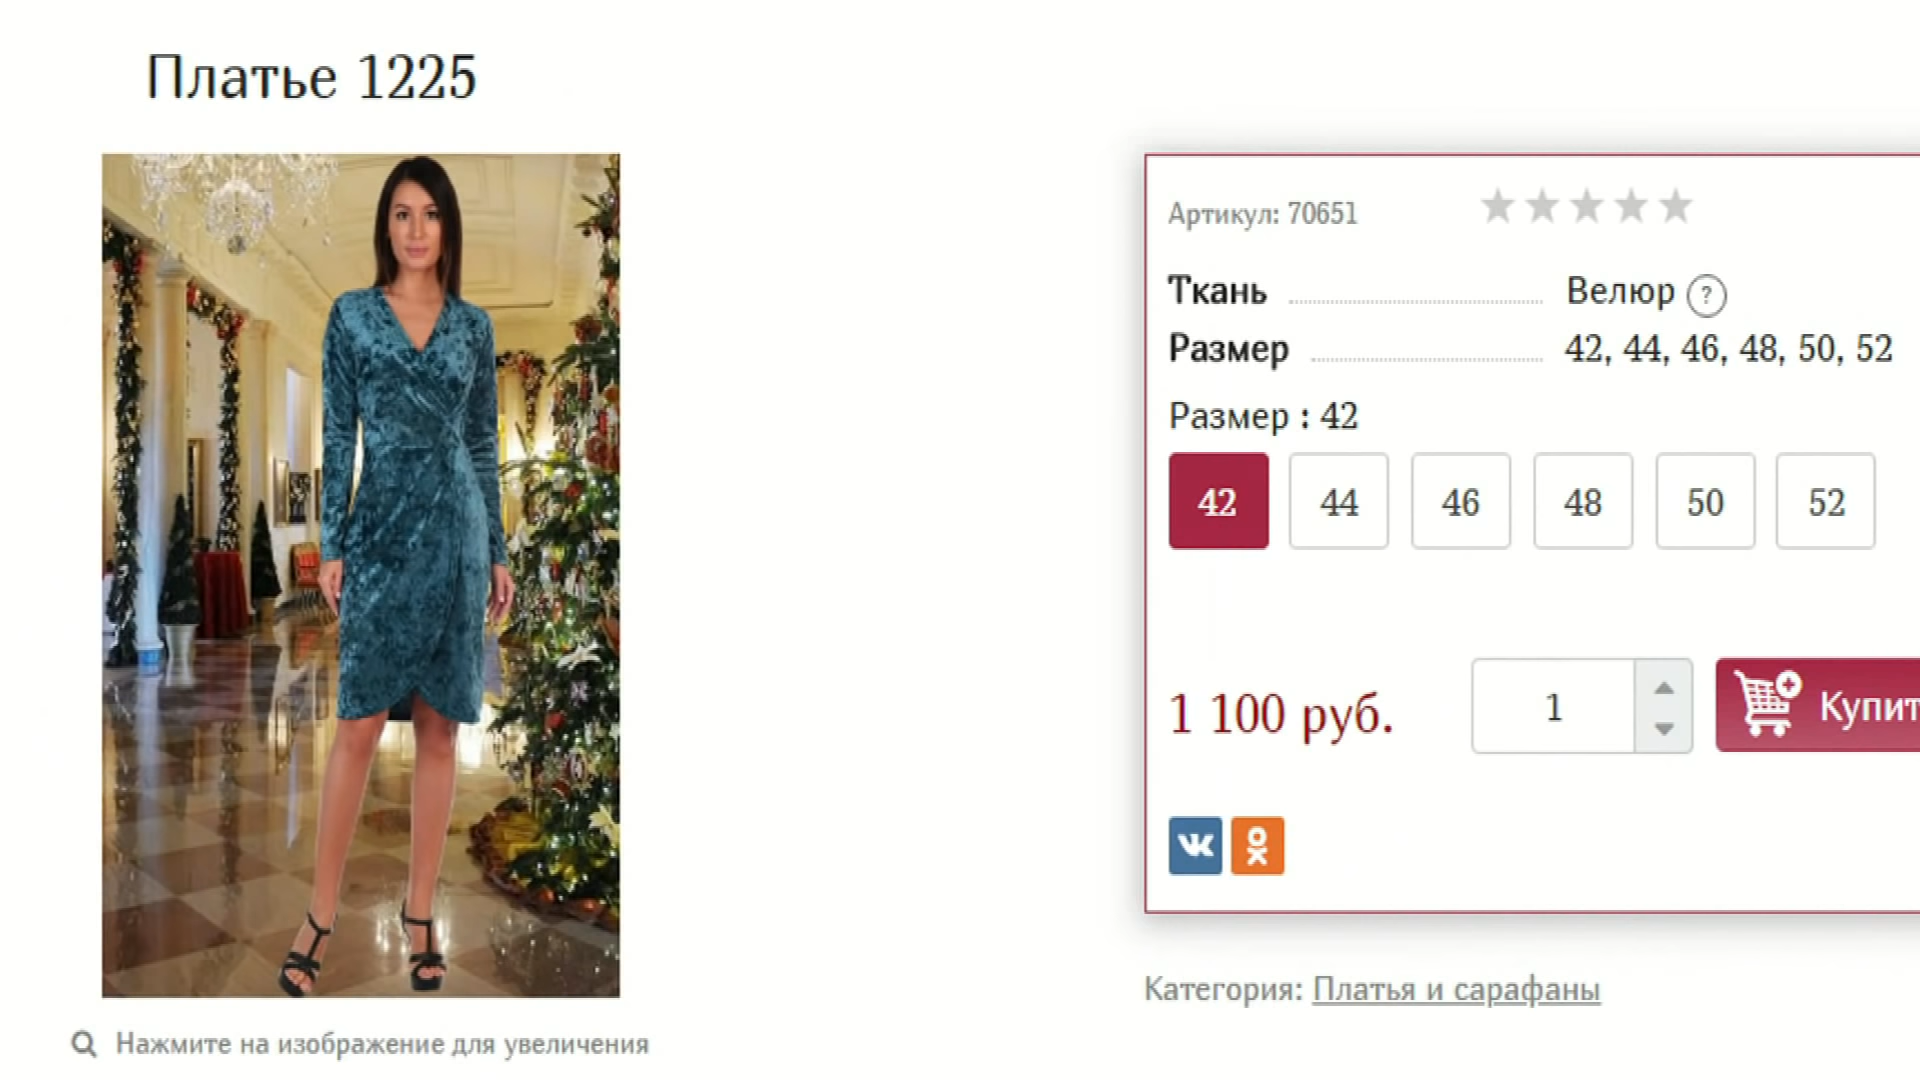 Платье 1225
Артикул: 70651
Ткань Велюр ?
Размер 42, 44, 46, 48, 50, 52
Размер : 42
42 44 46 48 50 52
1 100 руб. 1 Купит
Категория: Платья и сарафаны
Нажмите на изображение для увеличения